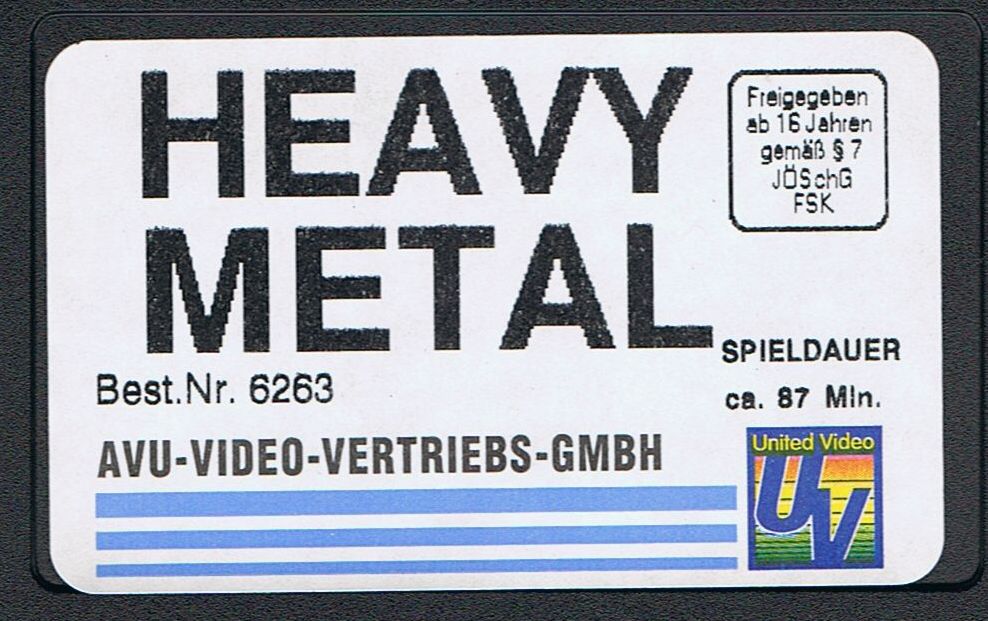 HEAVY
METAL
Freigegeben
ab 16 Jahren
gemäß § 7
JÖSchG
FSK
SPIELDAUER
ca. 87 Min.
Best.Nr. 6263
AVU-VIDEO-VERTRIEBS-GMBH
United Video
UV